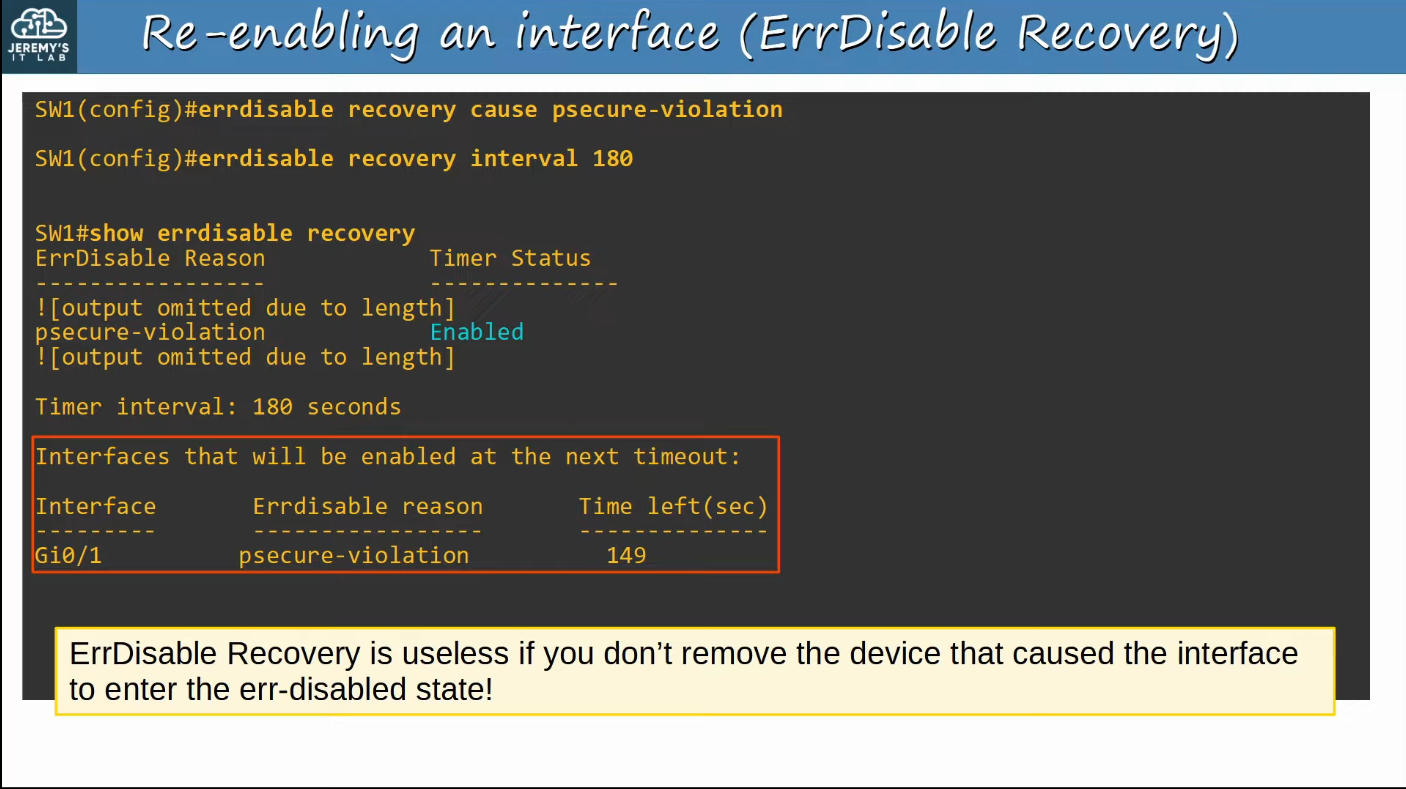 JEREMY'S
IT LAB
Re-enabling an interface (ErrDisable Recovery)
SW1(config)#errdisable recovery cause psecure-violation
SW1(config)#errdisable recovery interval 180
SW1#show errdisable recovery
ErrDisable Reason Timer Status
----------------- --------------
![output omitted due to length]
psecure-violation Enabled
![output omitted due to length]
Timer interval: 180 seconds
Interfaces that will be enabled at the next timeout:
Interface Errdisable reason Time left(sec)
--------- ----------------- --------------
Gi0/1 psecure-violation 149
ErrDisable Recovery is useless if you don’t remove the device that caused the interface
to enter the err-disabled state!